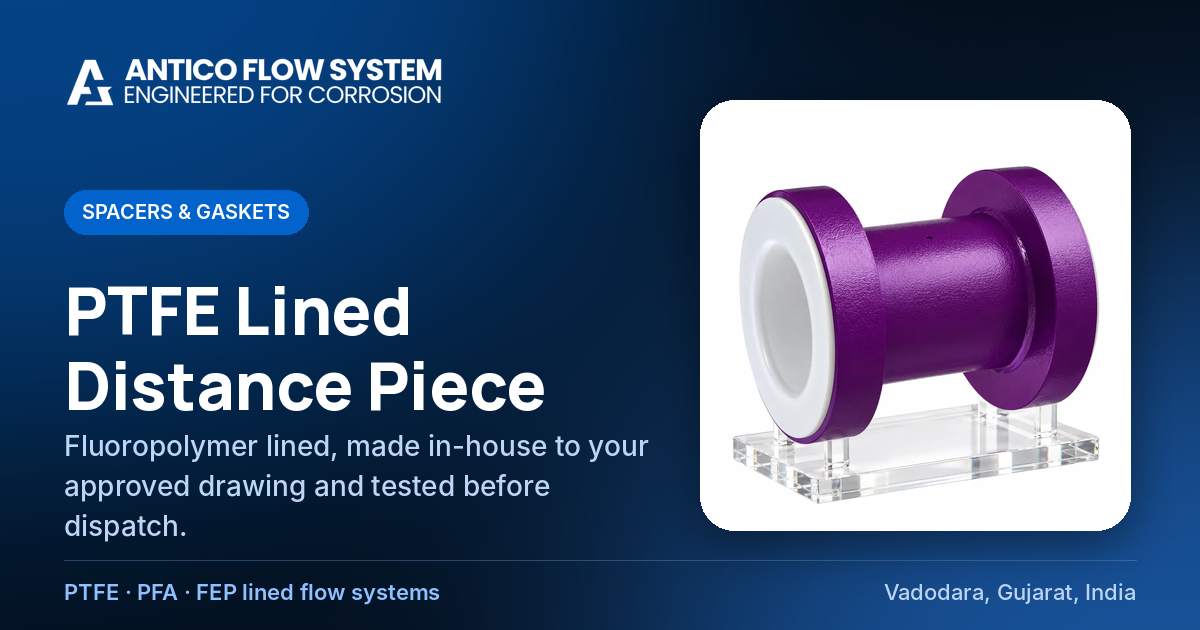 ANTICO FLOW SYSTEM
ENGINEERED FOR CORROSION
SPACERS & GASKETS
PTFE Lined
Distance Piece
Fluoropolymer lined, made in-house to your
approved drawing and tested before
dispatch.
PTFE · PFA · FEP lined flow systems
Vadodara, Gujarat, India